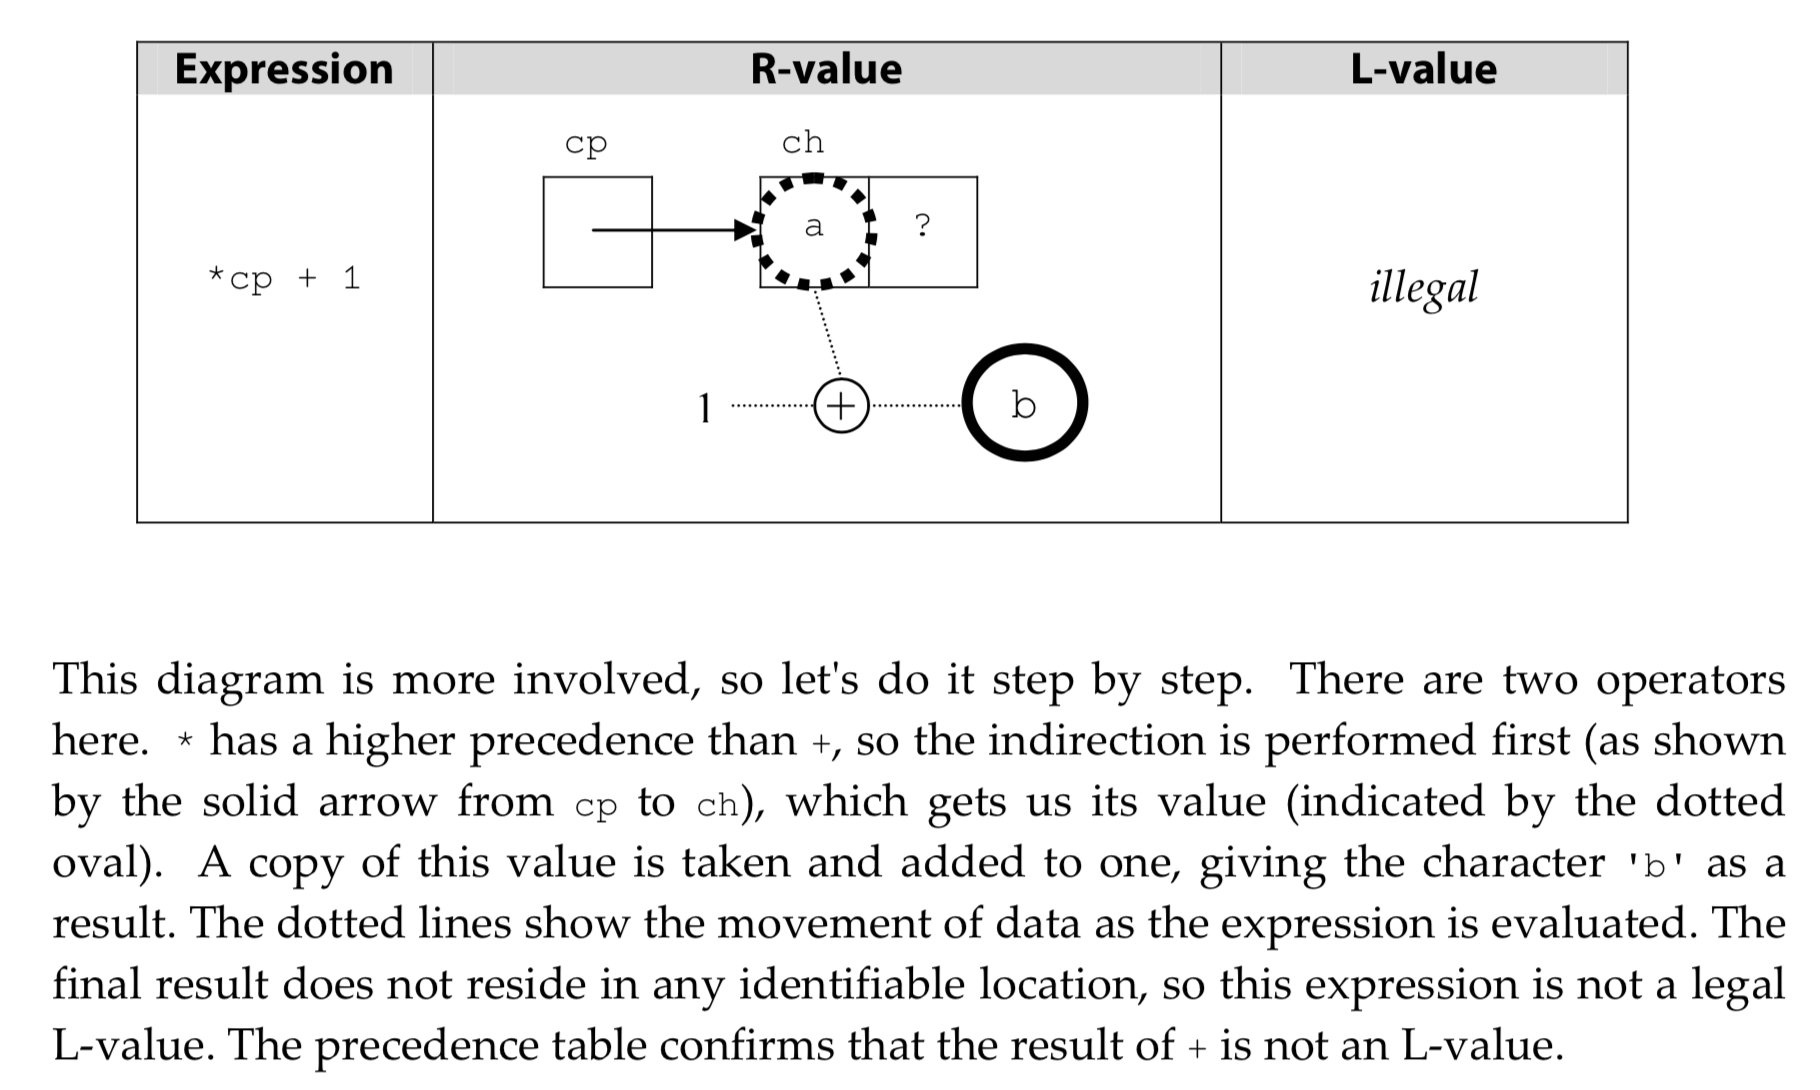 Expression R-value L-value
cp ch
a ?
*cp + 1
illegal
1 + b
This diagram is more involved, so let's do it step by step. There are two operators
here. * has a higher precedence than +, so the indirection is performed first (as shown
by the solid arrow from cp to ch), which gets us its value (indicated by the dotted
oval). A copy of this value is taken and added to one, giving the character 'b' as a
result. The dotted lines show the movement of data as the expression is evaluated. The
final result does not reside in any identifiable location, so this expression is not a legal
L-value. The precedence table confirms that the result of + is not an L-value.